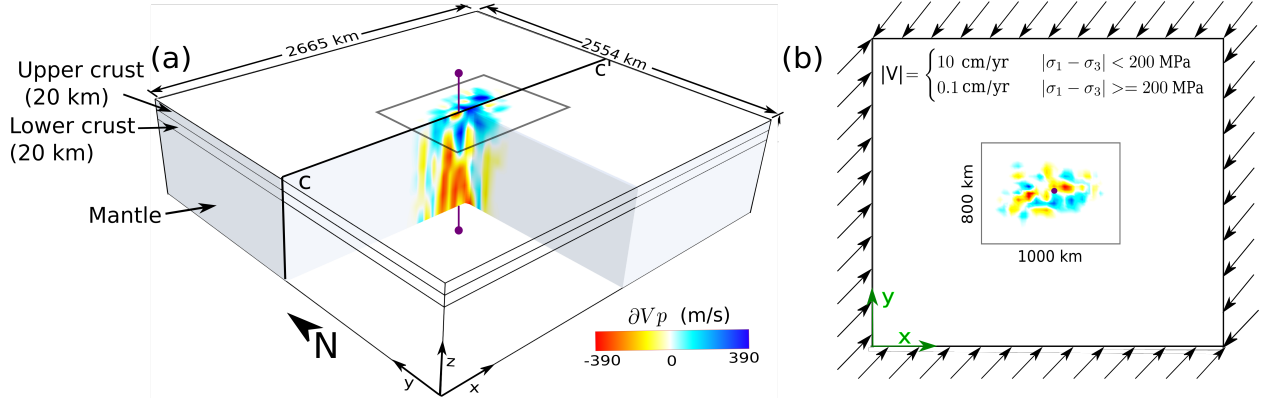 (a)
2665 km
2554 km
Upper crust
(20 km)
Lower crust
(20 km)
Mantle
C
C'
N
z
y
x
∂Vp (m/s)
-390 0 390
(b)
|V|= { 10 cm/yr |σ₁ − σ₃| < 200 MPa
0.1 cm/yr |σ₁ − σ₃| >= 200 MPa
800 km
1000 km
y
x